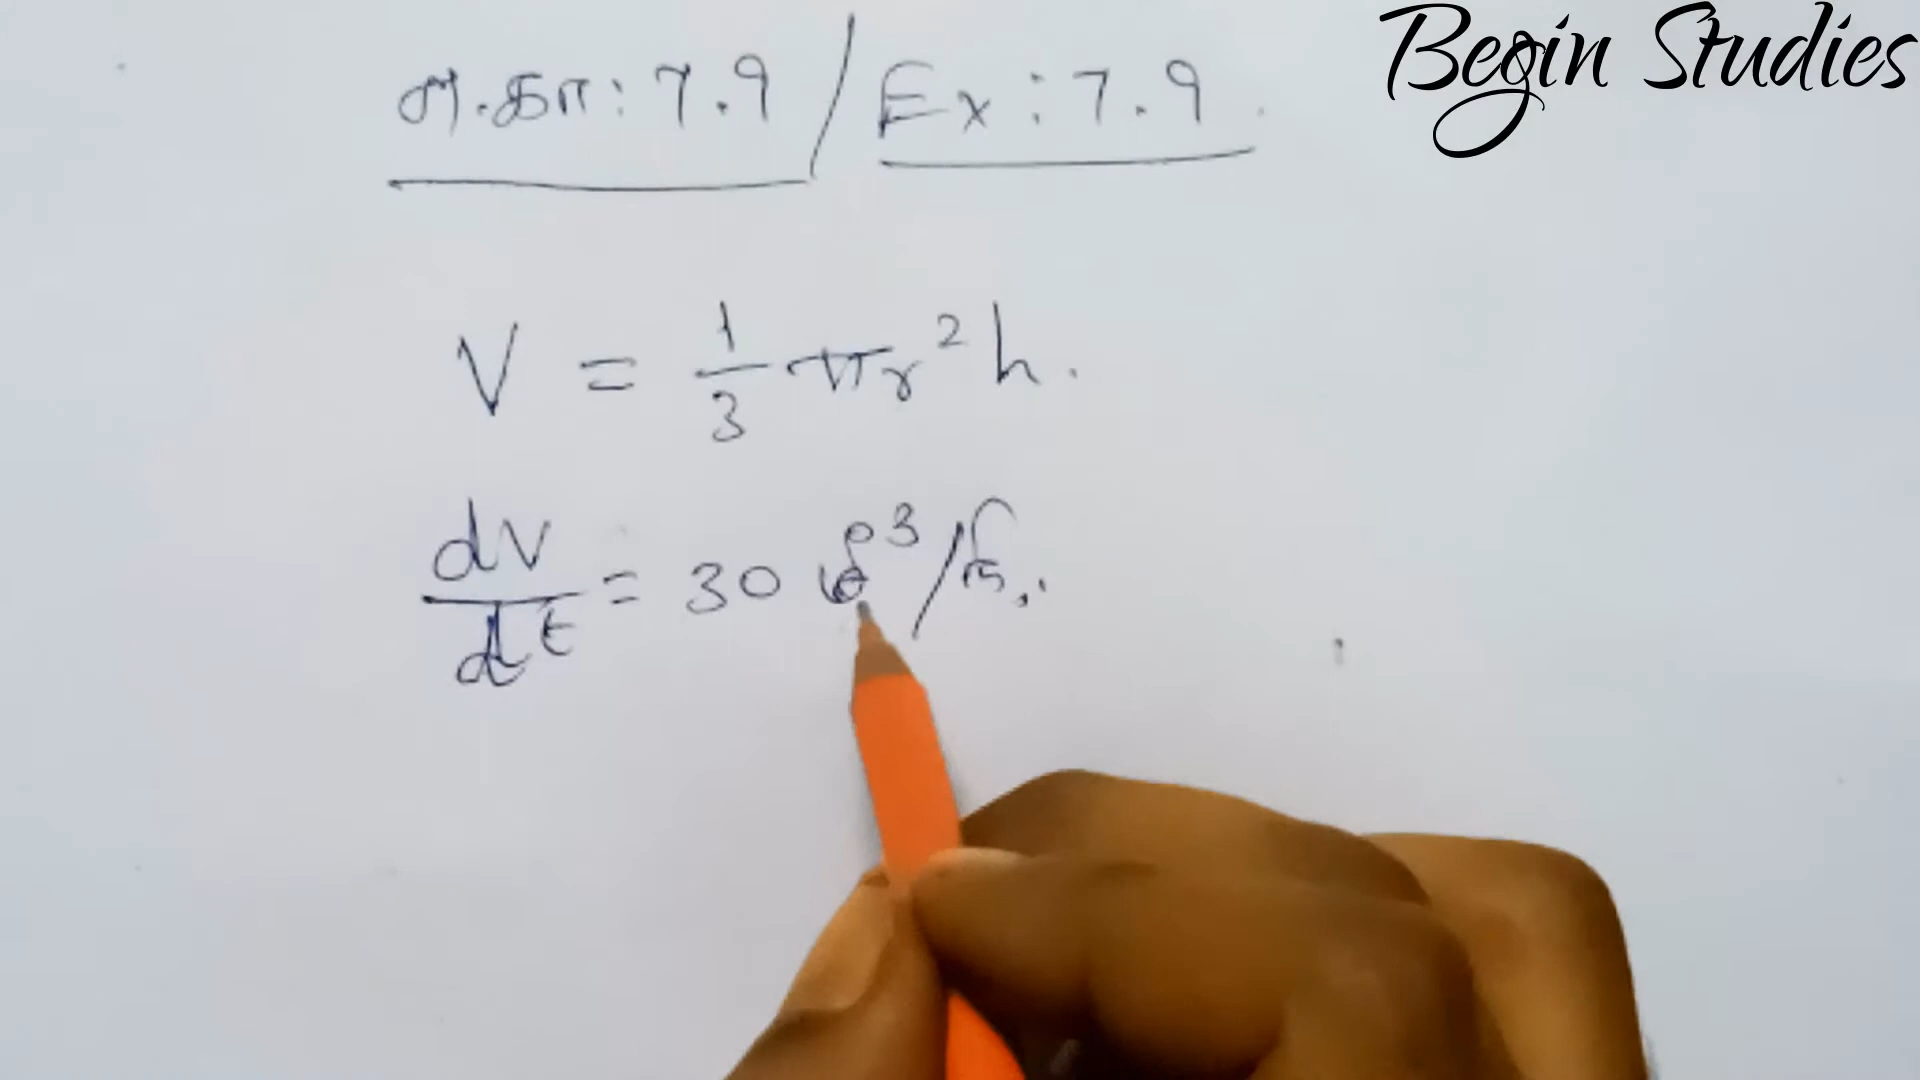 Begin Studies
எ.கா: 7.9 / Ex: 7.9
V = 1/3 πr²h.
dV/dt = 30 மீ³/நி.